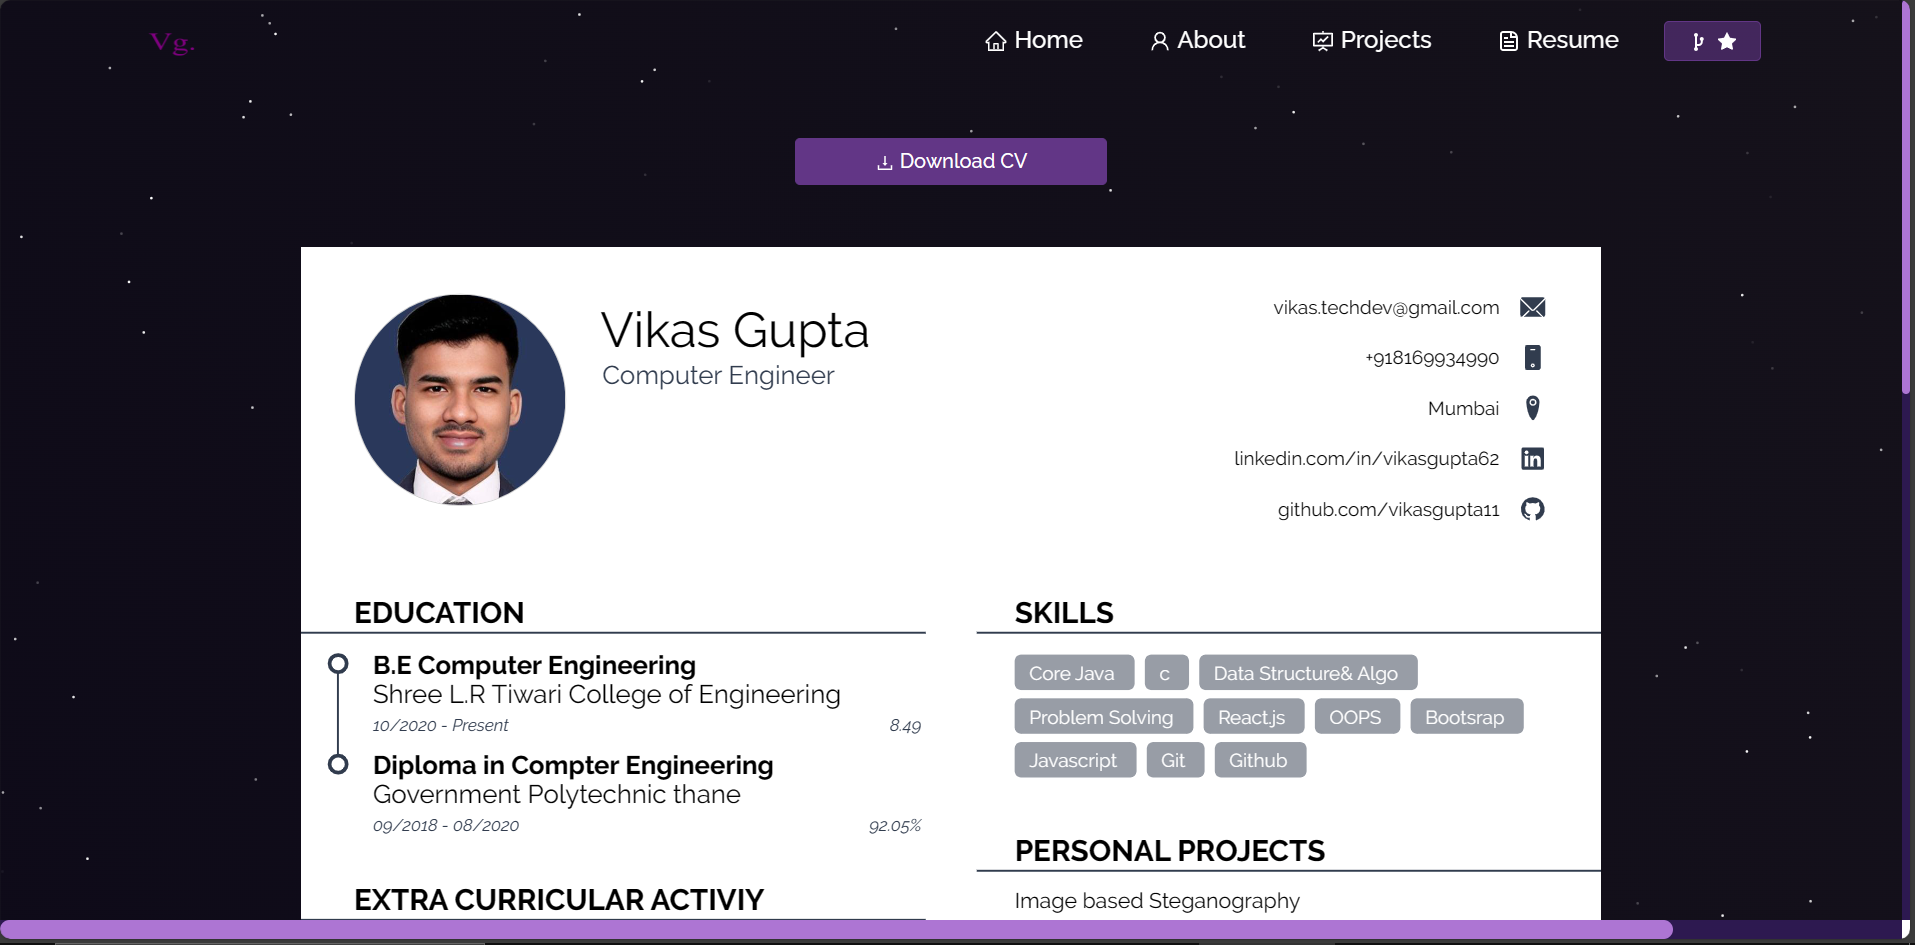 Vg.
Home About Projects Resume
Download CV
Vikas Gupta
Computer Engineer
vikas.techdev@gmail.com
+918169934990
Mumbai
linkedin.com/in/vikasgupta62
github.com/vikasgupta11
EDUCATION
B.E Computer Engineering
Shree L.R Tiwari College of Engineering
10/2020 - Present 8.49
Diploma in Compter Engineering
Government Polytechnic thane
09/2018 - 08/2020 92.05%
EXTRA CURRICULAR ACTIVIY
SKILLS
Core Java c Data Structure& Algo
Problem Solving React.js OOPS Bootsrap
Javascript Git Github
PERSONAL PROJECTS
Image based Steganography